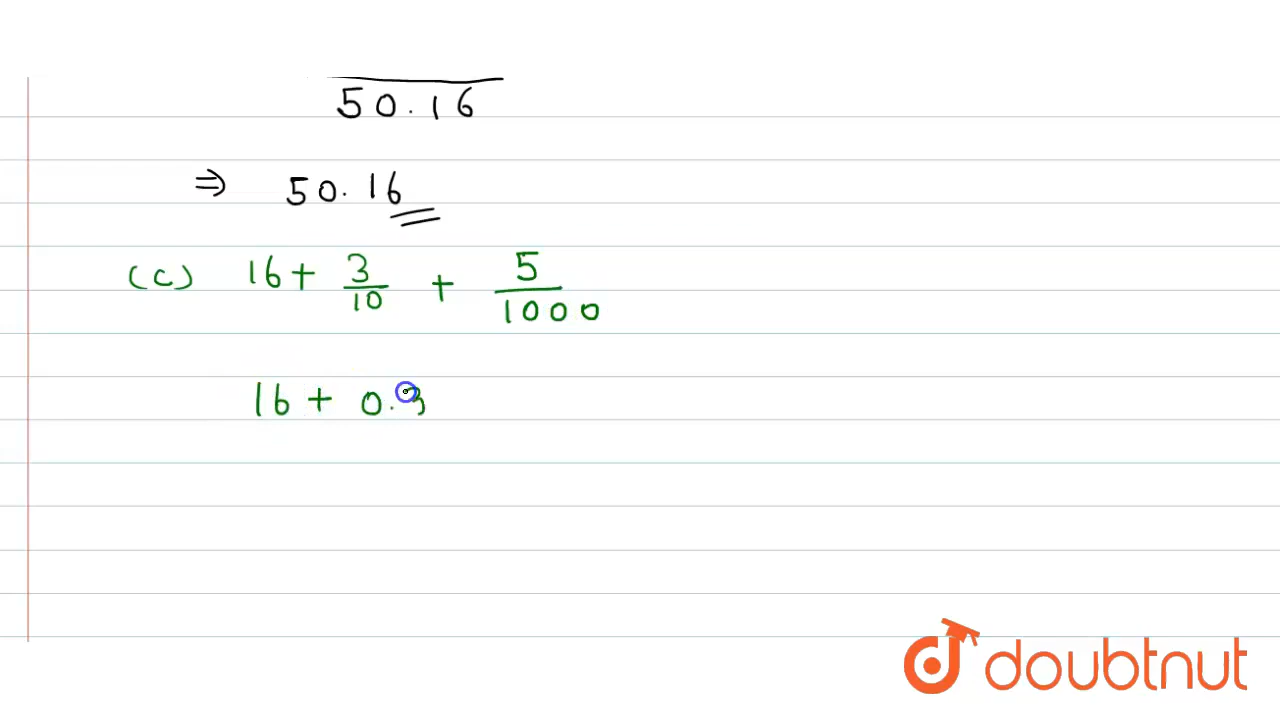 50.16
⇒ 50.16
(c) 16 + 3/10 + 5/1000
16 + 0.3
doubtnut